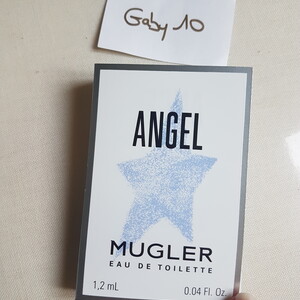 Gaby 10
ANGEL
MUGLER
EAU DE TOILETTE
1,2 mL 0.04 Fl. Oz